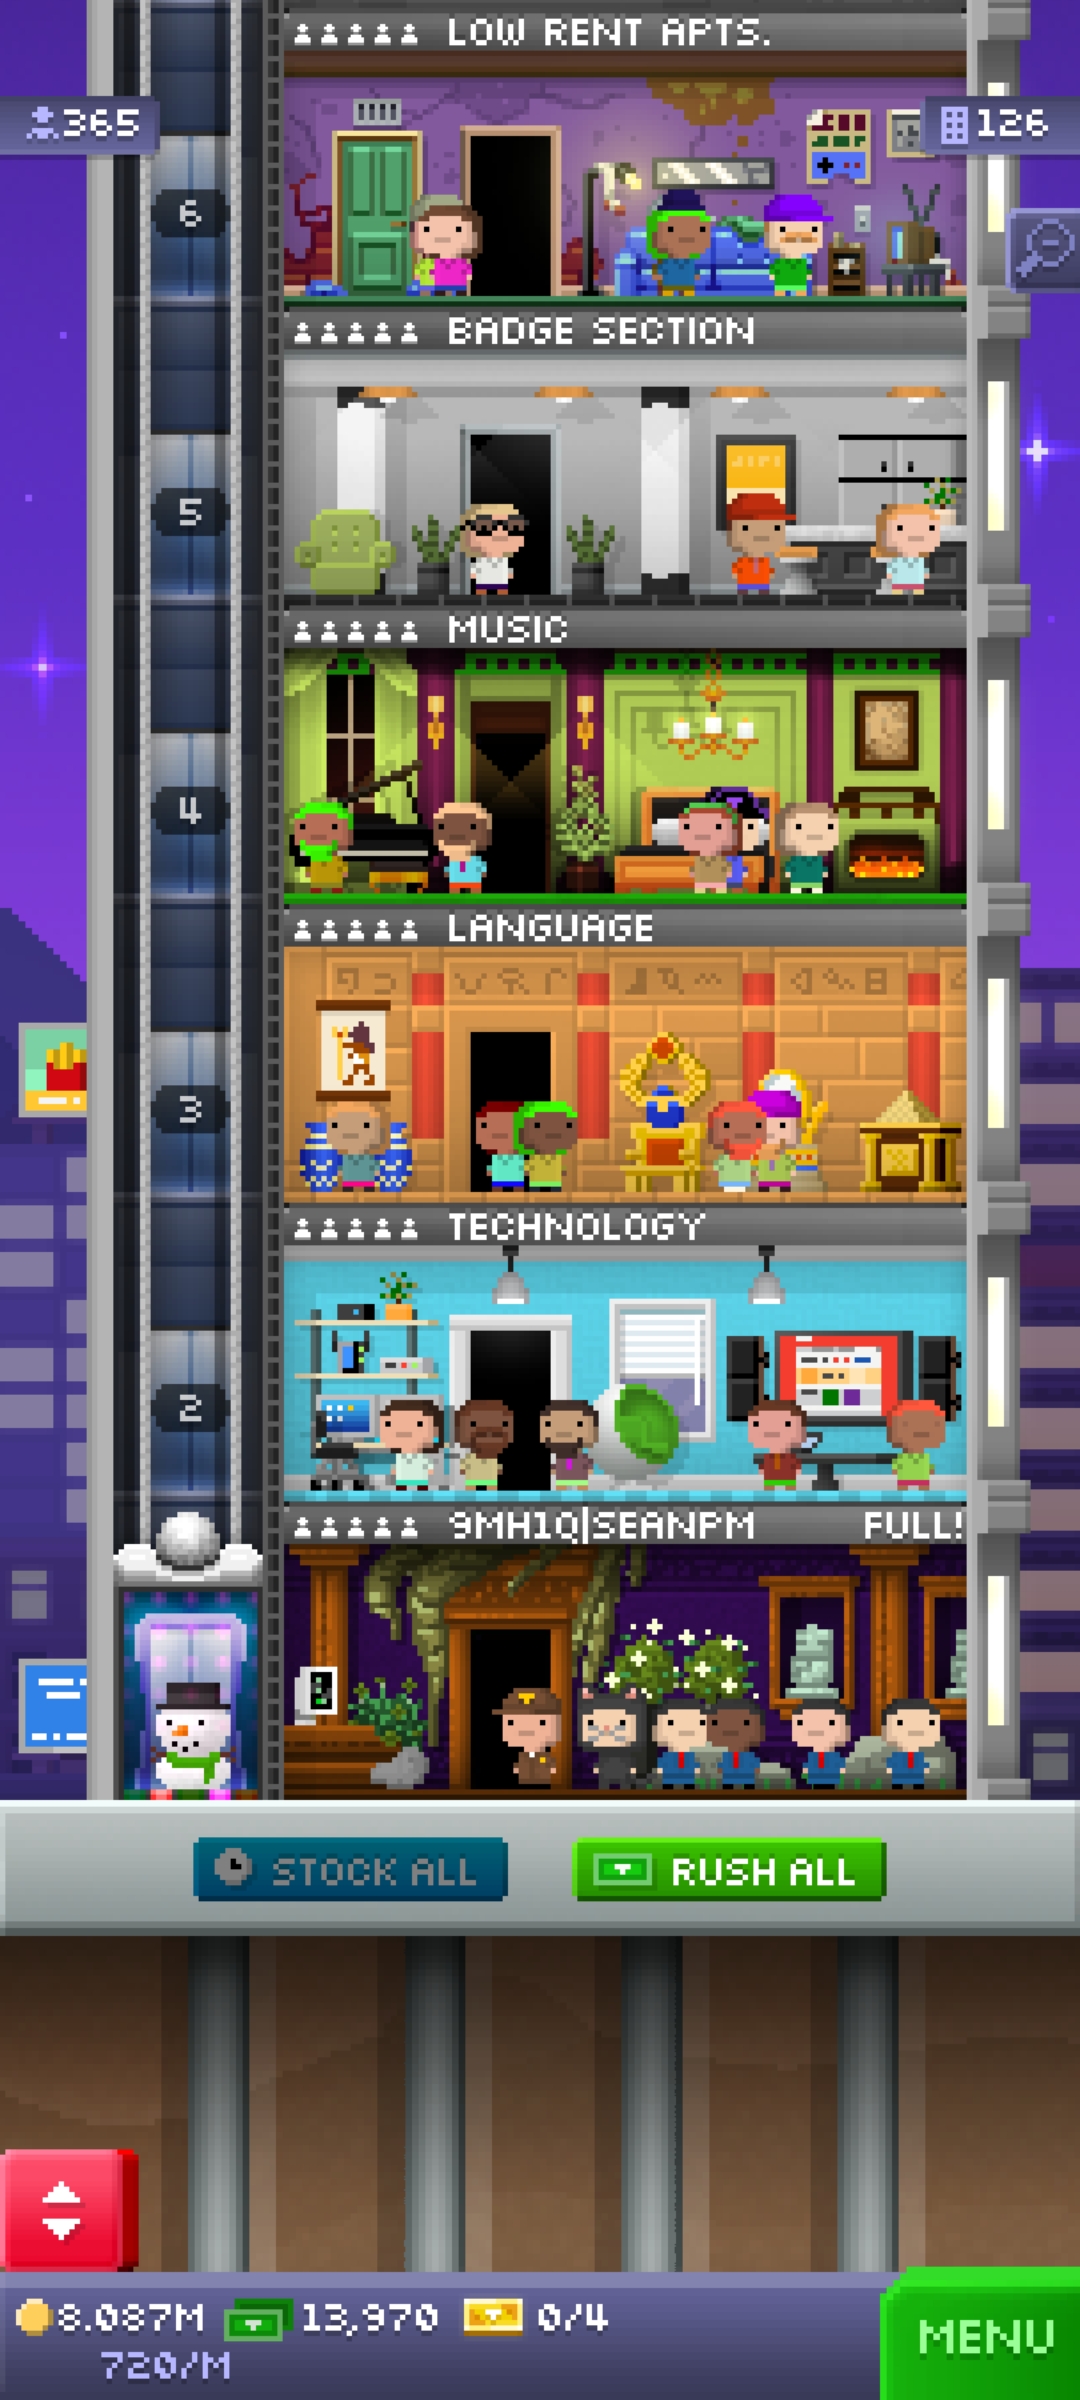 LOW RENT APTS.
365
126
6
BADGE SECTION
5
MUSIC
4
LANGUAGE
3
TECHNOLOGY
2
9MH1Q|SEANPM FULL!
STOCK ALL
RUSH ALL
8.087M 13,970 0/4
720/M
MENU